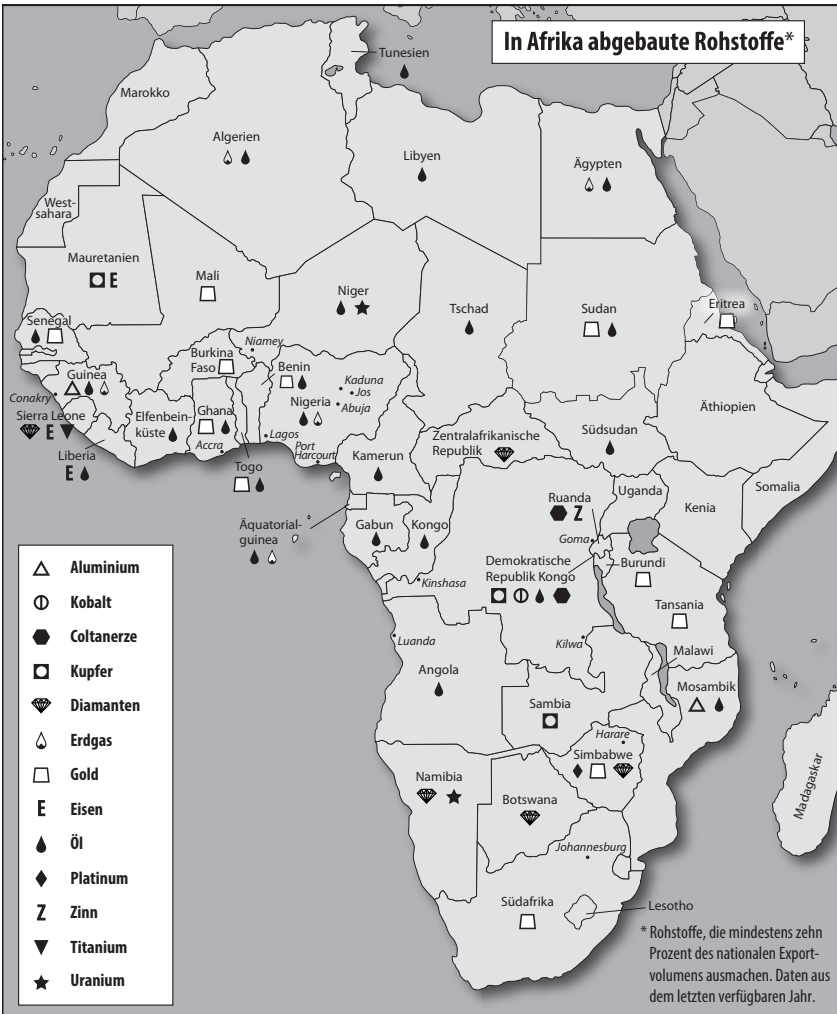 In Afrika abgebaute Rohstoffe*
Tunesien
Marokko
Algerien
Libyen
Ägypten
West-
sahara
Mauretanien
E
Mali
Niger
Tschad
Sudan
Eritrea
Senegal
Niamey
Burkina
Faso
Benin
Guinea
Kaduna
Jos
Abuja
Nigeria
Conakry
Sierra Leone
E
Elfenbein-
küste
Ghana
Accra
Lagos
Port
Harcourt
Liberia
E
Togo
Kamerun
Zentralafrikanische
Republik
Südsudan
Äthiopien
Somalia
Äquatorial-
guinea
Gabun
Kongo
Ruanda
Z
Uganda
Kenia
Goma
Demokratische
Republik Kongo
Burundi
Kinshasa
Tansania
Luanda
Kilwa
Malawi
Angola
Mosambik
Sambia
Harare
Simbabwe
Namibia
Botswana
Madagaskar
Johannesburg
Südafrika
Lesotho
Aluminium
Kobalt
Coltanerze
Kupfer
Diamanten
Erdgas
Gold
E Eisen
Öl
Platinum
Z Zinn
Titanium
Uranium
* Rohstoffe, die mindestens zehn
Prozent des nationalen Export-
volumens ausmachen. Daten aus
dem letzten verfügbaren Jahr.